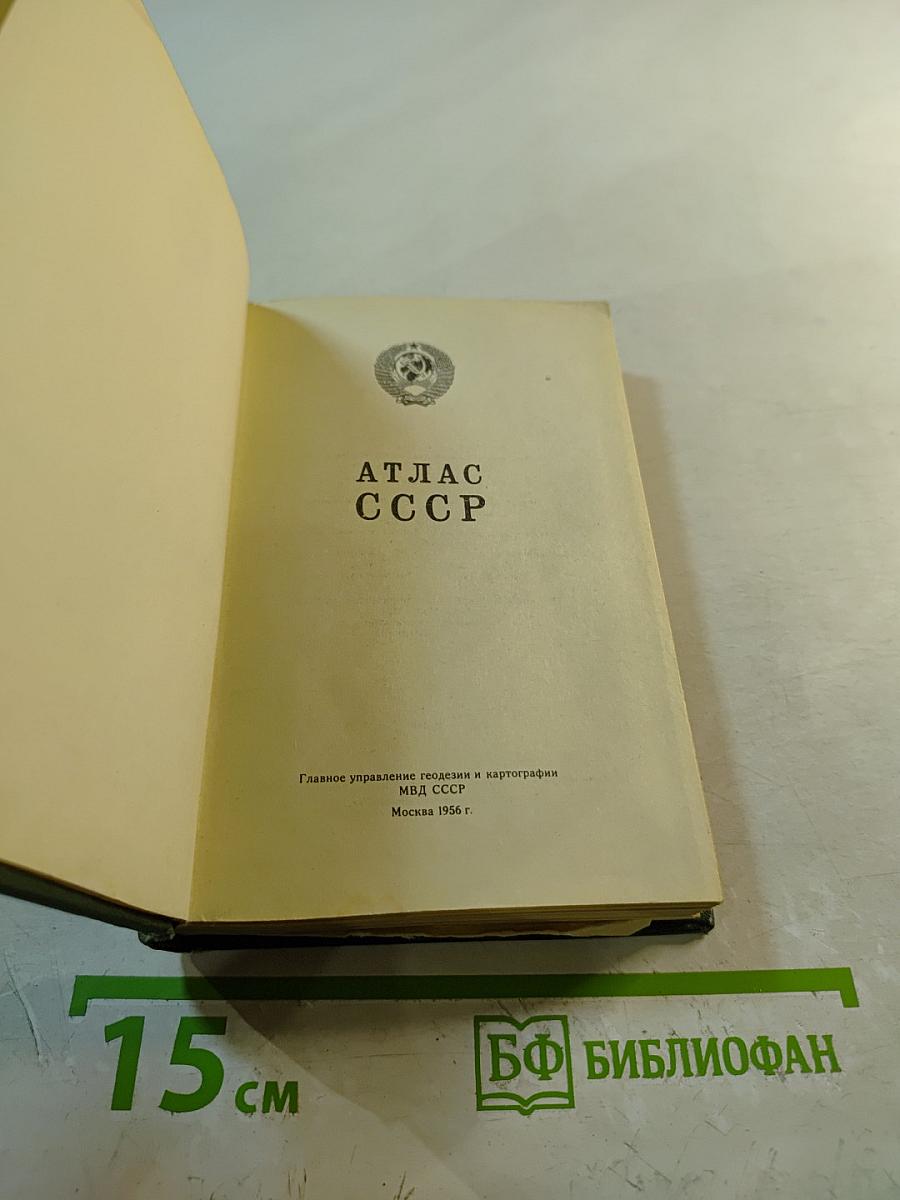 АТЛАС
СССР
Главное управление геодезии и картографии
МВД СССР
Москва 1956 г.
15 см
БФ БИБЛИОФАН